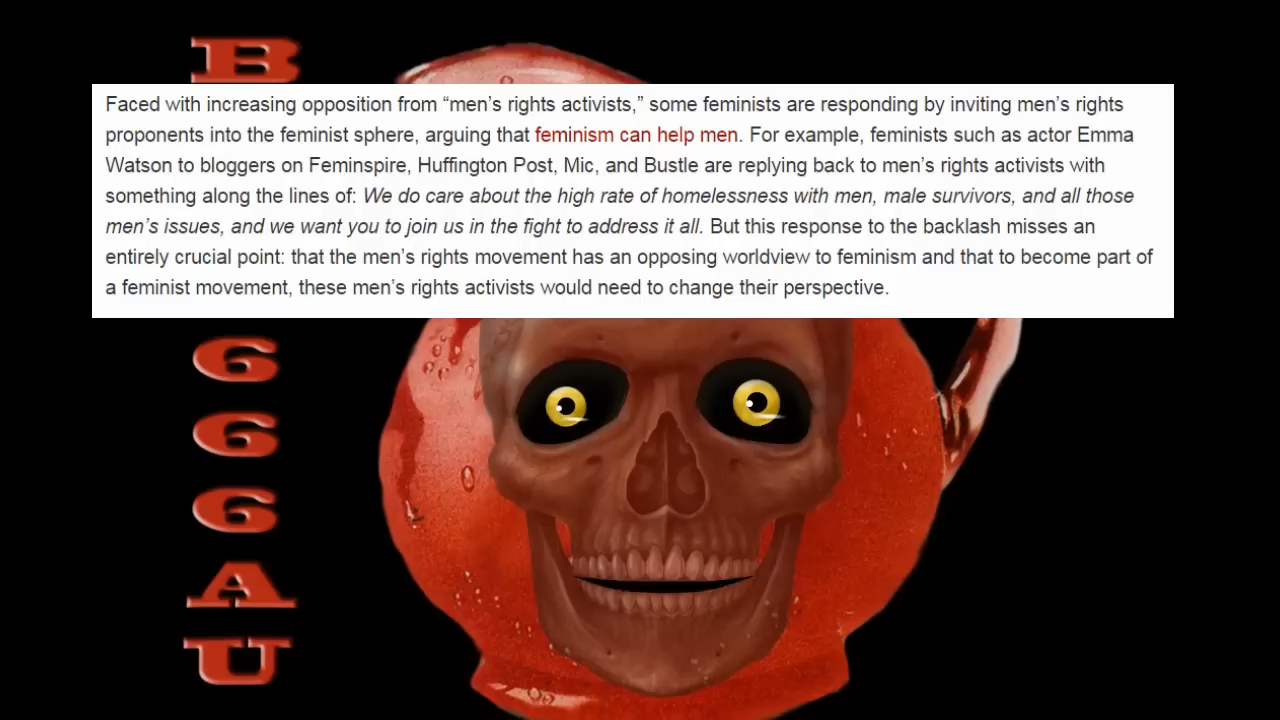 B
Faced with increasing opposition from “men’s rights activists,” some feminists are responding by inviting men’s rights
proponents into the feminist sphere, arguing that feminism can help men. For example, feminists such as actor Emma
Watson to bloggers on Feminspire, Huffington Post, Mic, and Bustle are replying back to men’s rights activists with
something along the lines of: We do care about the high rate of homelessness with men, male survivors, and all those
men’s issues, and we want you to join us in the fight to address it all. But this response to the backlash misses an
entirely crucial point: that the men’s rights movement has an opposing worldview to feminism and that to become part of
a feminist movement, these men’s rights activists would need to change their perspective.
6
6
6
A
U